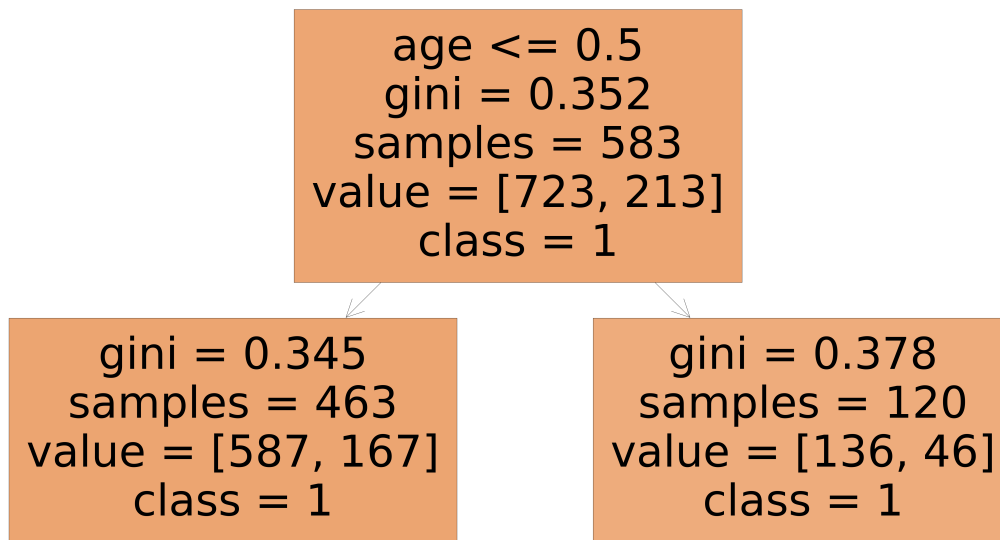 age <= 0.5
gini = 0.352
samples = 583
value = [723, 213]
class = 1
gini = 0.345
samples = 463
value = [587, 167]
class = 1
gini = 0.378
samples = 120
value = [136, 46]
class = 1